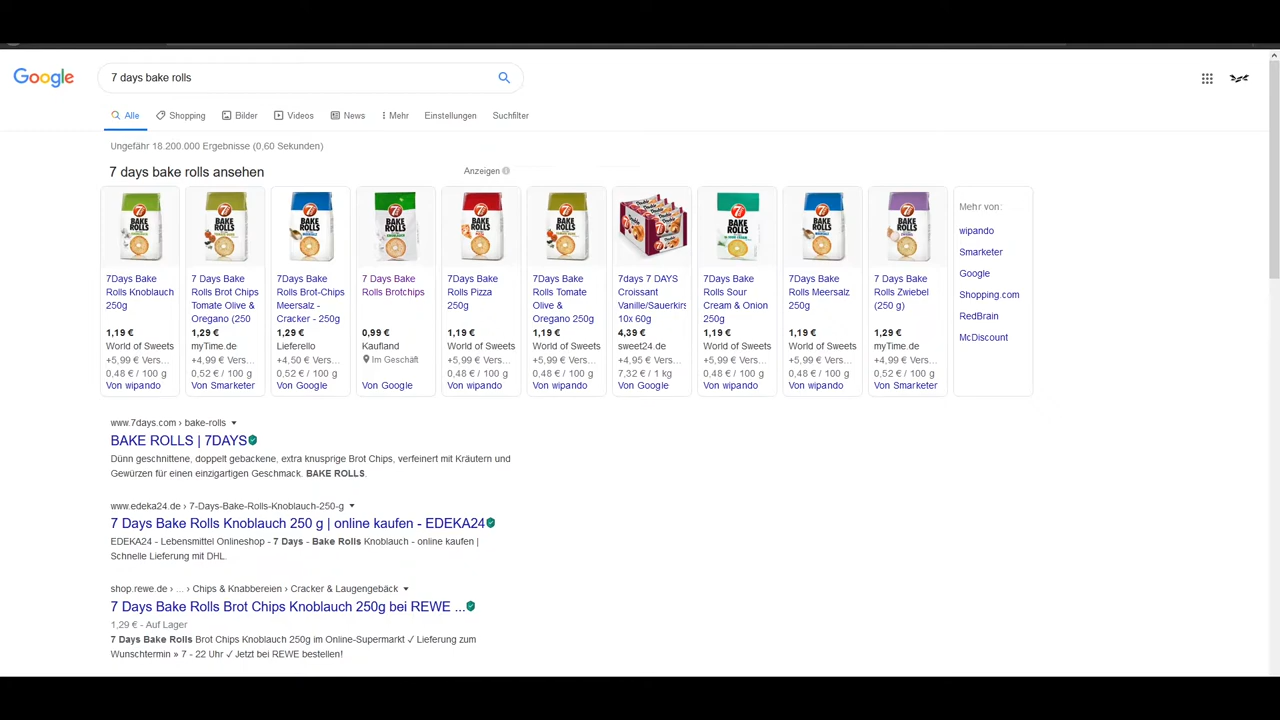 Google
7 days bake rolls
Alle Shopping Bilder Videos News Mehr Einstellungen Suchfilter
Ungefähr 18.200.000 Ergebnisse (0,60 Sekunden)
7 days bake rolls ansehen
Anzeigen
7Days Bake
Rolls Knoblauch
250g
1,19 €
World of Sweets
+5,99 € Vers...
0,48 € / 100 g
Von wipando
7 Days Bake
Rolls Brot Chips
Tomate Olive &
Oregano (250
1,29 €
myTime.de
+4,99 € Vers...
0,52 € / 100 g
Von Smarketer
7 Days Bake
Rolls Brot-Chips
Meersalz -
Cracker - 250g
1,29 €
Lieferello
+4,50 € Vers...
0,52 € / 100 g
Von Google
7 Days Bake
Rolls Brotchips
0,99 €
Kaufland
Im Geschäft
Von Google
7Days Bake
Rolls Pizza
250g
1,19 €
World of Sweets
+5,99 € Vers...
0,48 € / 100 g
Von wipando
7Days Bake
Rolls Tomate
Olive &
Oregano 250g
1,19 €
World of Sweets
+5,99 € Vers...
0,48 € / 100 g
Von wipando
7days 7 DAYS
Croissant
Vanille/Sauerkirs
10x 60g
4,39 €
sweet24.de
+4,95 € Vers...
7,32 € / 1 kg
Von Google
7Days Bake
Rolls Sour
Cream & Onion
250g
1,19 €
World of Sweets
+5,99 € Vers...
0,48 € / 100 g
Von wipando
7Days Bake
Rolls Meersalz
250g
1,19 €
World of Sweets
+5,99 € Vers...
0,48 € / 100 g
Von wipando
7 Days Bake
Rolls Zwiebel
(250 g)
1,29 €
myTime.de
+4,99 € Vers...
0,52 € / 100 g
Von Smarketer
Mehr von:
wipando
Smarketer
Google
Shopping.com
RedBrain
McDiscount
www.7days.com › bake-rolls
BAKE ROLLS | 7DAYS
Dünn geschnittene, doppelt gebackene, extra knusprige Brot Chips, verfeinert mit Kräutern und
Gewürzen für einen einzigartigen Geschmack. BAKE ROLLS.
www.edeka24.de › 7-Days-Bake-Rolls-Knoblauch-250-g
7 Days Bake Rolls Knoblauch 250 g | online kaufen - EDEKA24
EDEKA24 - Lebensmittel Onlineshop - 7 Days - Bake Rolls Knoblauch - online kaufen |
Schnelle Lieferung mit DHL.
shop.rewe.de › ... › Chips & Knabbereien › Cracker & Laugengebäck
7 Days Bake Rolls Brot Chips Knoblauch 250g bei REWE ...
1,29 € - Auf Lager
7 Days Bake Rolls Brot Chips Knoblauch 250g im Online-Supermarkt ✓ Lieferung zum
Wunschtermin » 7 - 22 Uhr ✓ Jetzt bei REWE bestellen!